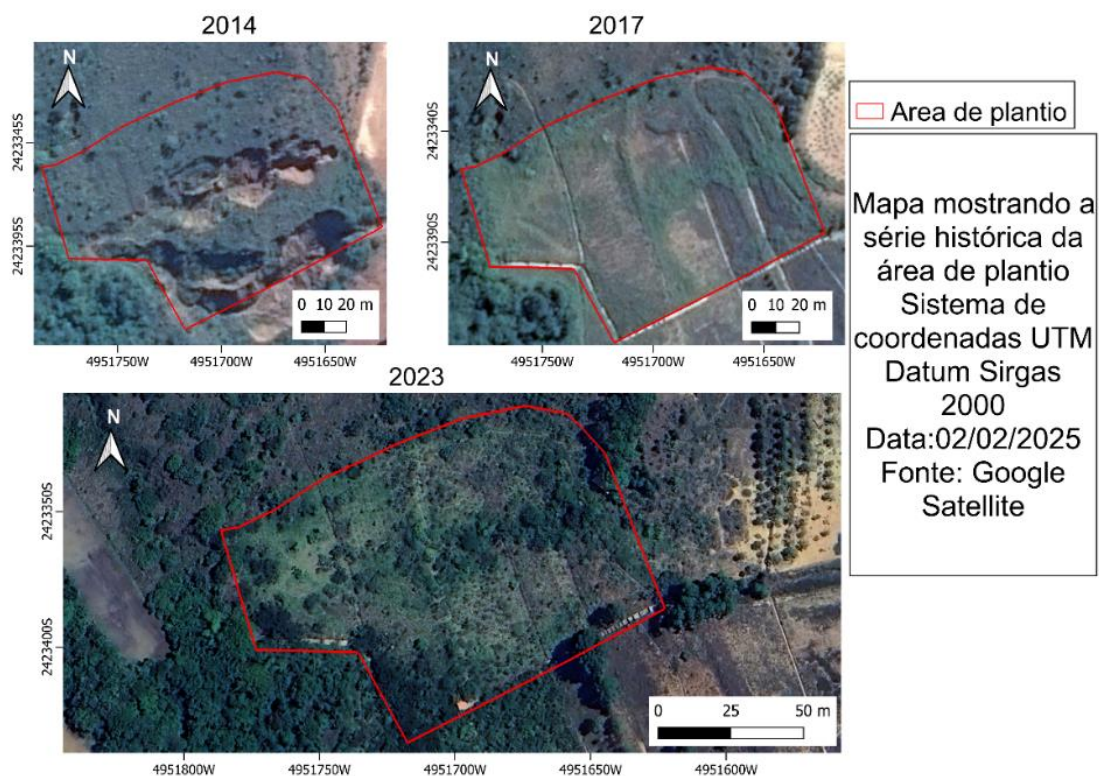 2014
N
2423345S
2423395S
0 10 20 m
4951750W 4951700W 4951650W
2017
N
2423340S
2423390S
0 10 20 m
4951750W 4951700W 4951650W
Area de plantio
Mapa mostrando a
série histórica da
área de plantio
Sistema de
coordenadas UTM
Datum Sirgas
2000
Data:02/02/2025
Fonte: Google
Satellite
2023
N
2423350S
2423400S
0 25 50 m
4951800W 4951750W 4951700W 4951650W 4951600W